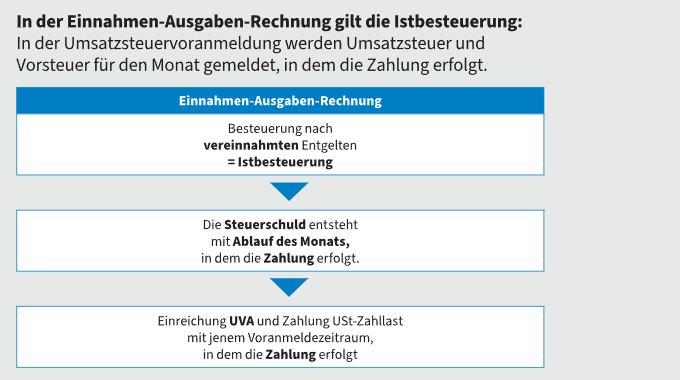 In der Einnahmen-Ausgaben-Rechnung gilt die Istbesteuerung:
In der Umsatzsteuervoranmeldung werden Umsatzsteuer und
Vorsteuer für den Monat gemeldet, in dem die Zahlung erfolgt.
Einnahmen-Ausgaben-Rechnung
Besteuerung nach
vereinnahmten Entgelten
= Istbesteuerung
Die Steuerschuld entsteht
mit Ablauf des Monats,
in dem die Zahlung erfolgt.
Einreichung UVA und Zahlung USt-Zahllast
mit jenem Voranmeldezeitraum,
in dem die Zahlung erfolgt